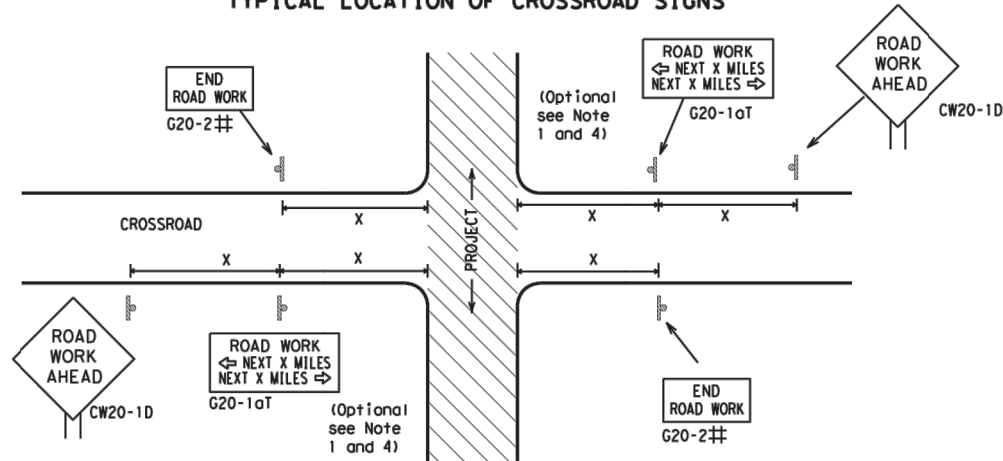 TYPICAL LOCATION OF CROSSROAD SIGNS
END
ROAD WORK
G20-2#
(Optional
see Note
1 and 4)
ROAD WORK
⇦ NEXT X MILES
NEXT X MILES ⇨
G20-1aT
ROAD
WORK
AHEAD
CW20-1D
X
X
X
CROSSROAD
PROJECT
X
X
X
ROAD
WORK
AHEAD
CW20-1D
ROAD WORK
⇦ NEXT X MILES
NEXT X MILES ⇨
G20-1aT
(Optional
see Note
1 and 4)
END
ROAD WORK
G20-2#